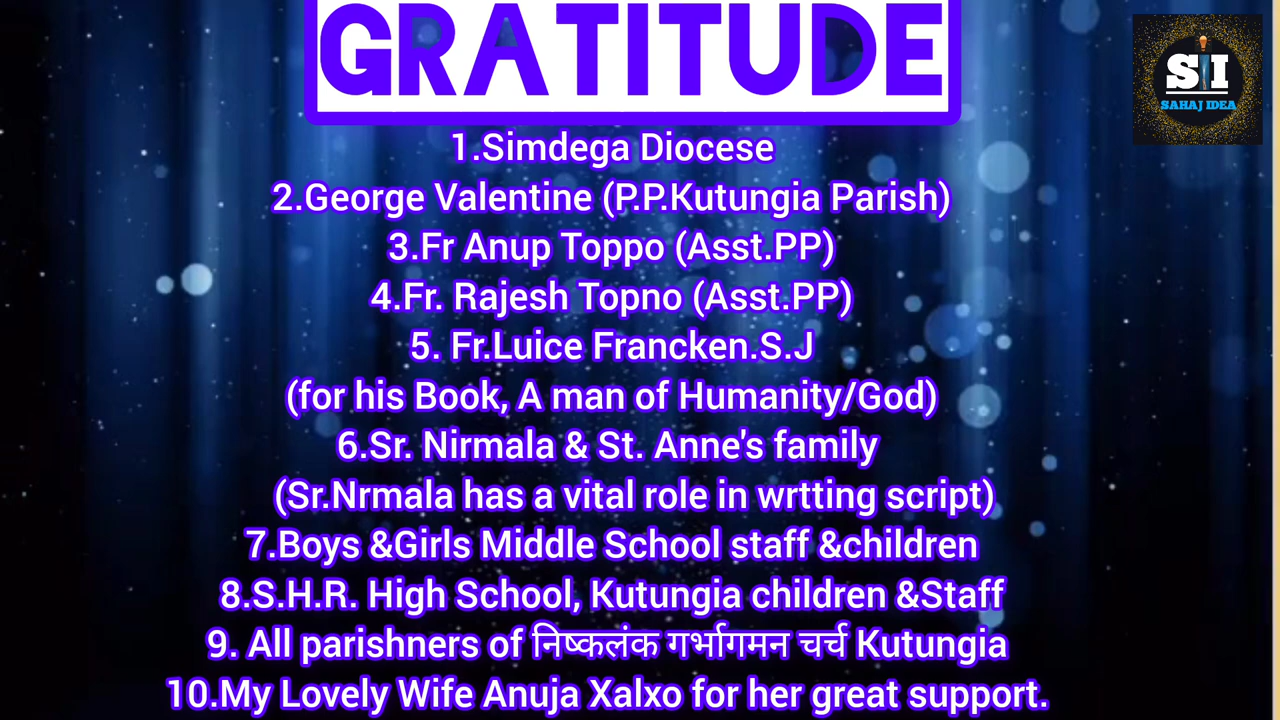 GRATITUDE
SII
SAHAJ IDEA
1.Simdega Diocese
2.George Valentine (P.P.Kutungia Parish)
3.Fr Anup Toppo (Asst.PP)
4.Fr. Rajesh Topno (Asst.PP)
5. Fr.Luice Francken.S.J
(for his Book, A man of Humanity/God)
6.Sr. Nirmala & St. Anne's family
(Sr.Nrmala has a vital role in wrtting script)
7.Boys &Girls Middle School staff &children
8.S.H.R. High School, Kutungia children &Staff
9. All parishners of निष्कलंक गर्भागमन चर्च Kutungia
10.My Lovely Wife Anuja Xalxo for her great support.